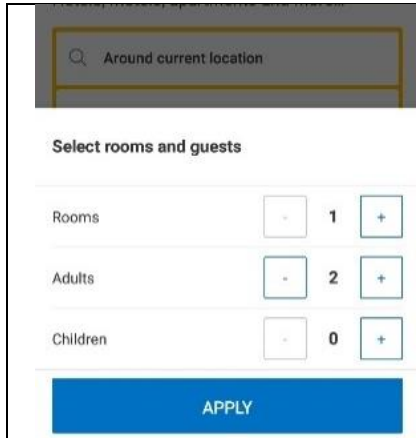 Around current location
Select rooms and guests
Rooms - 1 +
Adults - 2 +
Children - 0 +
APPLY